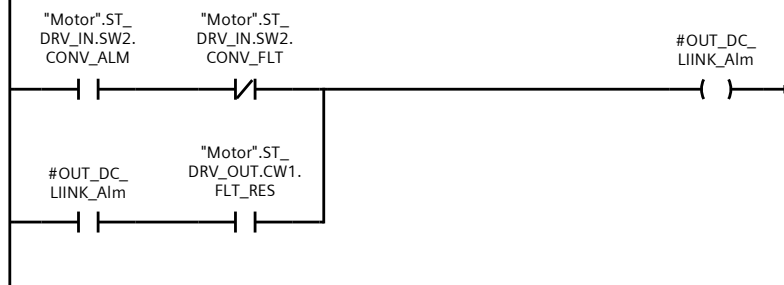 "Motor".ST_
DRV_IN.SW2.
CONV_ALM
"Motor".ST_
DRV_IN.SW2.
CONV_FLT
#OUT_DC_
LIINK_Alm
#OUT_DC_
LIINK_Alm
"Motor".ST_
DRV_OUT.CW1.
FLT_RES